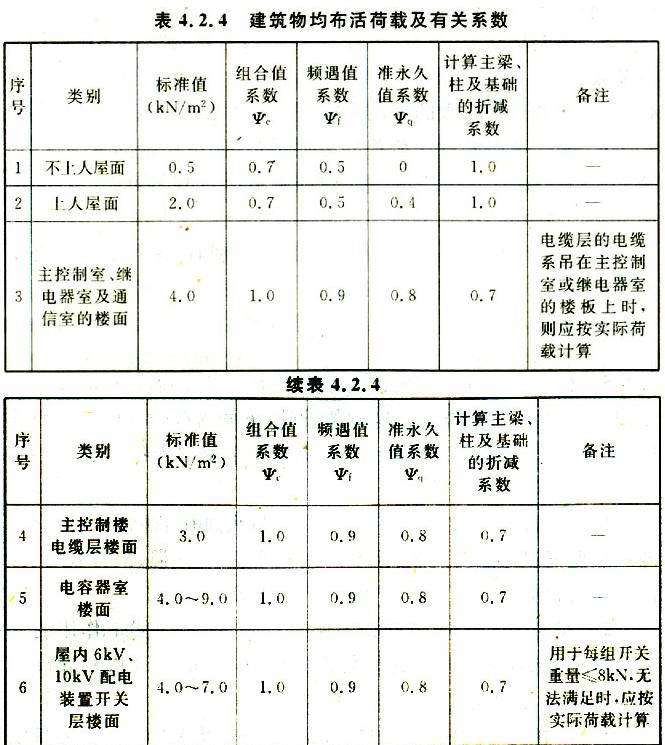 表 4.2.4 建筑物均布活荷载及有关系数
序号 类别 标准值(kN/m²) 组合值系数Ψc 频遇值系数Ψf 准永久值系数Ψq 计算主梁、柱及基础的折减系数 备注
1 不上人屋面 0.5 0.7 0.5 0 1.0 —
2 上人屋面 2.0 0.7 0.5 0.4 1.0 —
3 主控制室、继电器室及通信室的楼面 4.0 1.0 0.9 0.8 0.7 电缆层的电缆系吊在主控制室或继电器室的楼板上时,则应按实际荷载计算
续表 4.2.4
序号 类别 标准值(kN/m²) 组合值系数Ψc 频遇值系数Ψf 准永久值系数Ψq 计算主梁、柱及基础的折减系数 备注
4 主控制楼电缆层楼面 3.0 1.0 0.9 0.8 0.7 —
5 电容器室楼面 4.0~9.0 1.0 0.9 0.8 0.7 —
6 屋内 6kV、10kV 配电装置开关层楼面 4.0~7.0 1.0 0.9 0.8 0.7 用于每组开关重量≤8kN,无法满足时,应按实际荷载计算